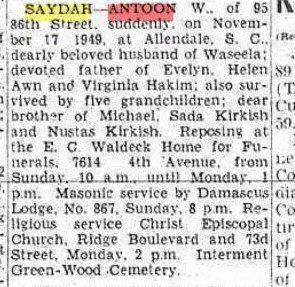 SAYDAH—ANTOON W., of 95
86th Street, suddenly, on Novem-
ber 17 1949, at Allendale, S. C.,
dearly beloved husband of Waseela;
devoted father of Evelyn, Helen
Awn and Virginia Hakim; also sur-
vived by five grandchildren; dear
brother of Michael, Sada Kirkish
and Nustas Kirkish. Reposing at
the E. C. Waldeck Home for Fu-
nerals, 7614 4th Avenue, from
Sunday, 10 a.m., until Monday, 1
p.m. Masonic service by Damascus
Lodge, No. 867, Sunday, 8 p.m. Re-
ligious service Christ Episcopal
Church, Ridge Boulevard and 73d
Street, Monday, 2 p.m. Interment
Green-Wood Cemetery.